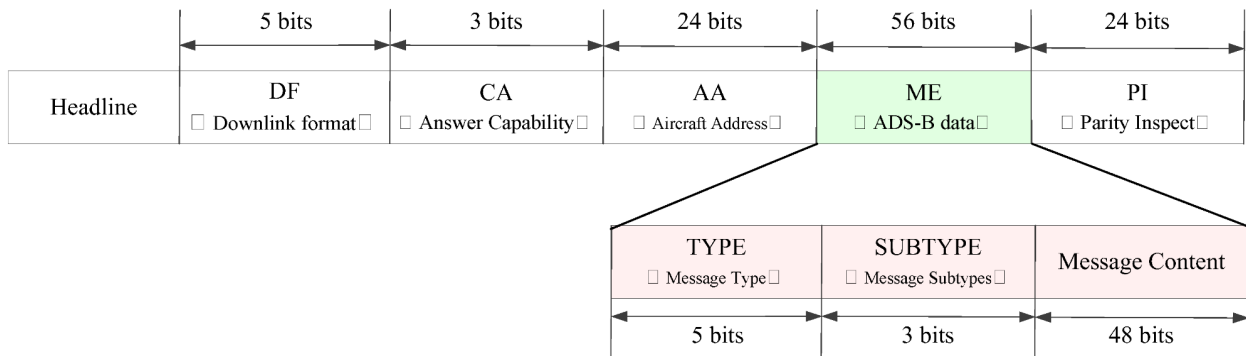 5 bits 3 bits 24 bits 56 bits 24 bits
Headline DF CA AA ME PI
□ Downlink format□ □ Answer Capability□ □ Aircraft Address□ □ ADS-B data□ □ Parity Inspect□
TYPE SUBTYPE Message Content
□ Message Type□ □ Message Subtypes□
5 bits 3 bits 48 bits